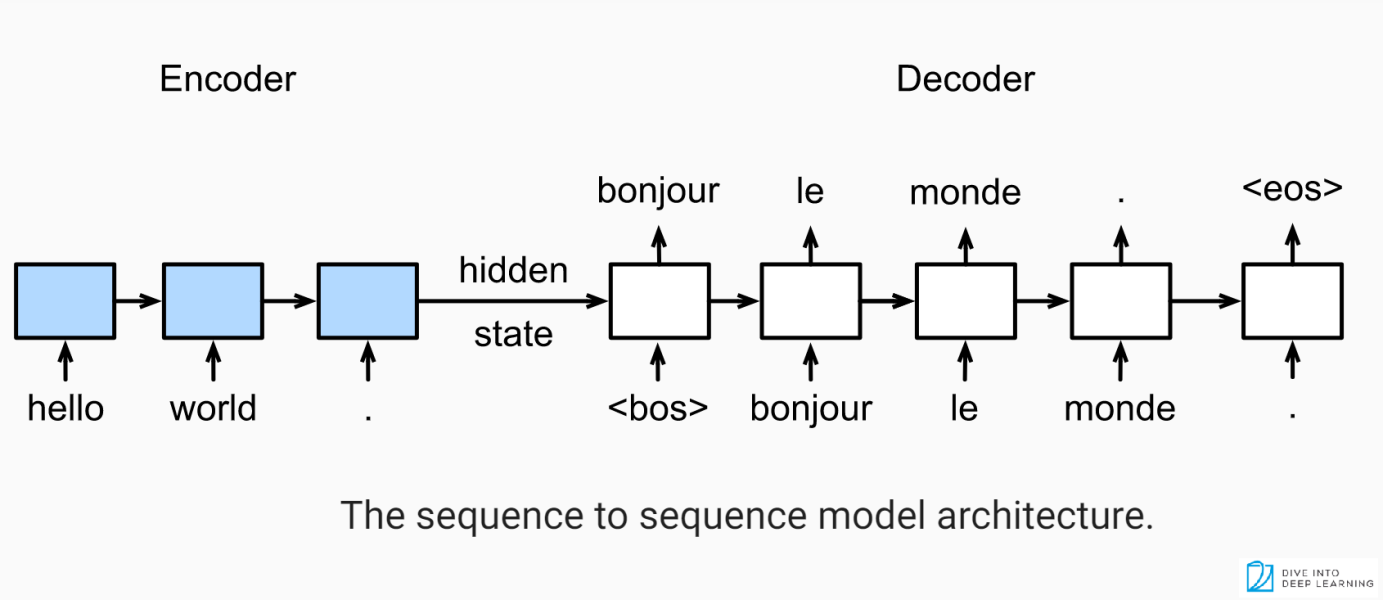 Encoder Decoder
bonjour le monde . <eos>
hidden
state
hello world . <bos> bonjour le monde .
The sequence to sequence model architecture.
DIVE INTO
DEEP LEARNING